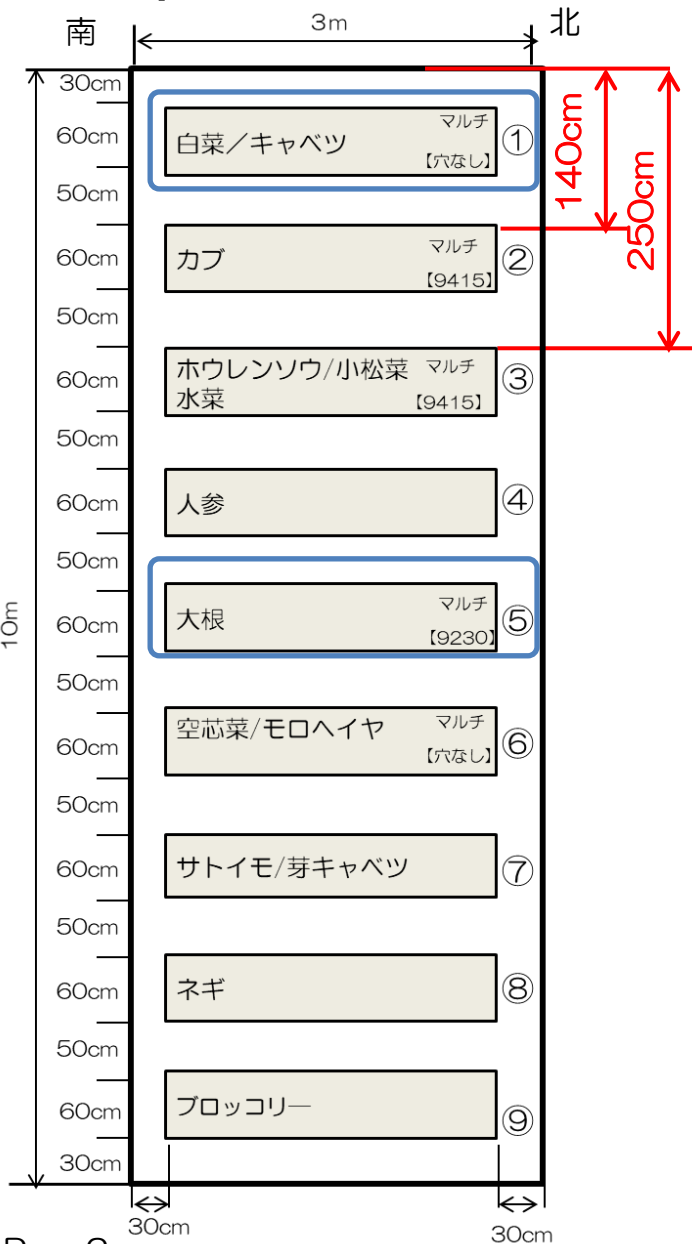 南
3m
北
30cm
60cm
白菜／キャベツ
マルチ
【穴なし】
①
140cm
250cm
50cm
60cm
カブ
マルチ
【9415】
②
50cm
60cm
ホウレンソウ/小松菜
水菜
マルチ
【9415】
③
50cm
60cm
人参
④
50cm
60cm
大根
マルチ
【9230】
⑤
10m
50cm
60cm
空芯菜/モロヘイヤ
マルチ
【穴なし】
⑥
50cm
60cm
サトイモ/芽キャベツ
⑦
50cm
60cm
ネギ
⑧
50cm
60cm
ブロッコリ―
⑨
30cm
30cm
30cm